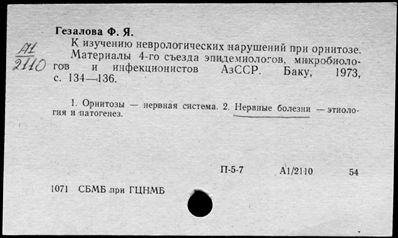 Гезалова Ф. Я.
А1
2110
К изучению неврологических нарушений при орнитозе.
Материалы 4-го съезда эпидемиологов, микробиоло-
гов и инфекционистов АзССР. Баку, 1973,
с. 134—136.
1. Орнитозы — нервная система. 2. Нервные болезни — этиоло-
гия и патогенез.
П-5-7 А1/2110 54
1071 СБМБ при ГЦНМБ